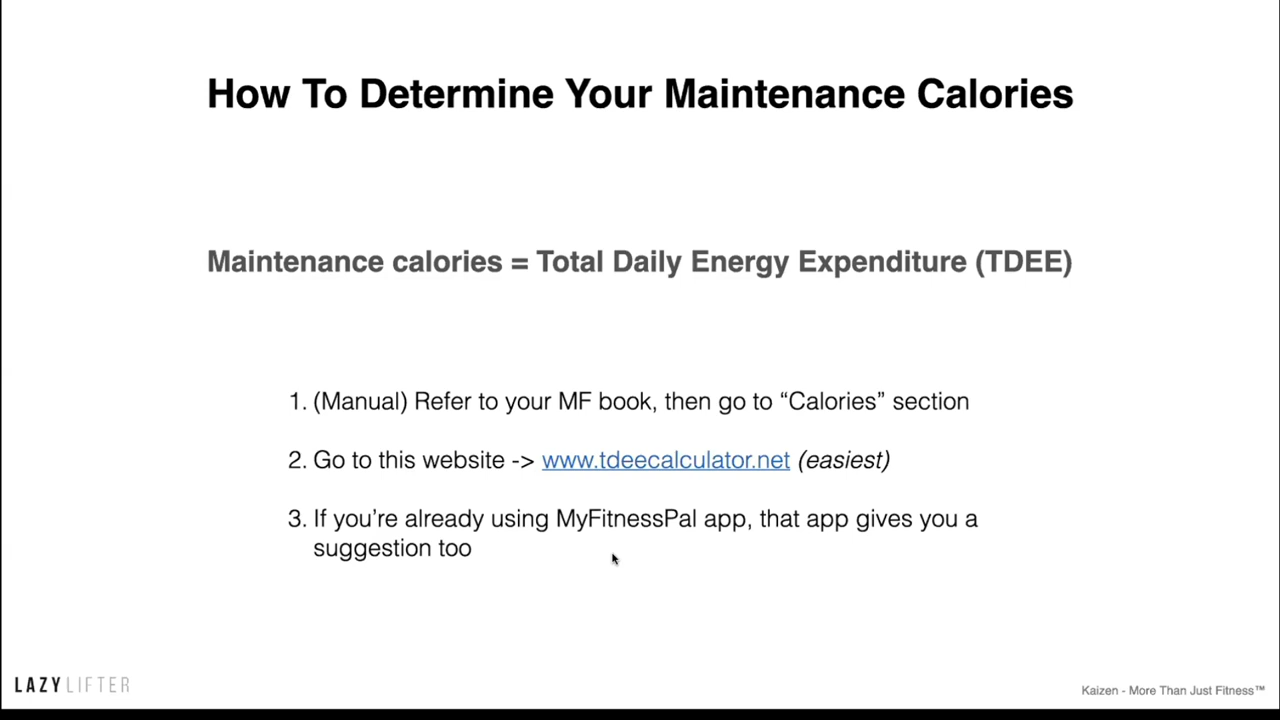 How To Determine Your Maintenance Calories
Maintenance calories = Total Daily Energy Expenditure (TDEE)
1. (Manual) Refer to your MF book, then go to “Calories” section
2. Go to this website -> www.tdeecalculator.net (easiest)
3. If you’re already using MyFitnessPal app, that app gives you a
suggestion too
LAZYLIFTER
Kaizen - More Than Just Fitness™